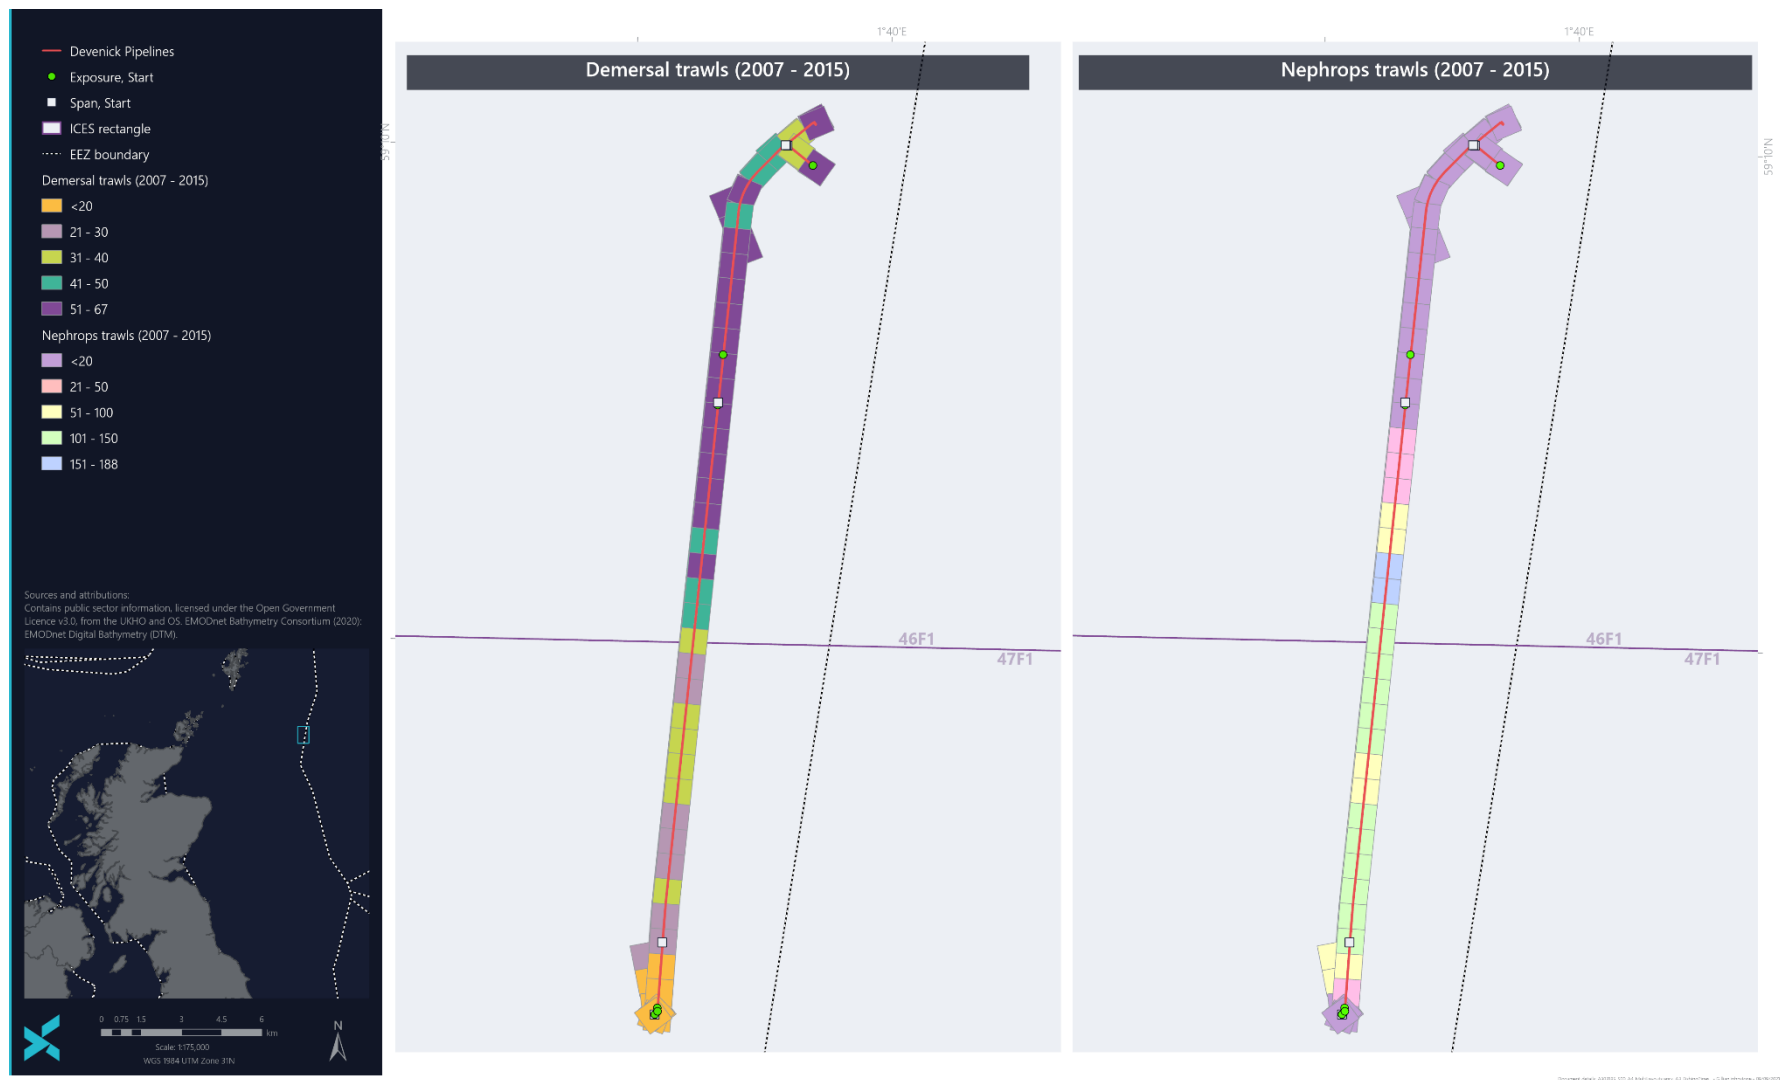 Devenick Pipelines
Exposure, Start
Span, Start
ICES rectangle
EEZ boundary
Demersal trawls (2007 - 2015)
<20
21 - 30
31 - 40
41 - 50
51 - 67
Nephrops trawls (2007 - 2015)
<20
21 - 50
51 - 100
101 - 150
151 - 188
Sources and attributions:
Contains public sector information, licensed under the Open Government
Licence v3.0, from the UKHO and OS. EMODnet Bathymetry Consortium (2020):
EMODnet Digital Bathymetry (DTM).
0 0.75 1.5 3 4.5 6
km
Scale: 1:175,000
WGS 1984 UTM Zone 31N
N
1°40'E
Demersal trawls (2007 - 2015)
59°10'N
46F1
47F1
1°40'E
Nephrops trawls (2007 - 2015)
59°10'N
46F1
47F1